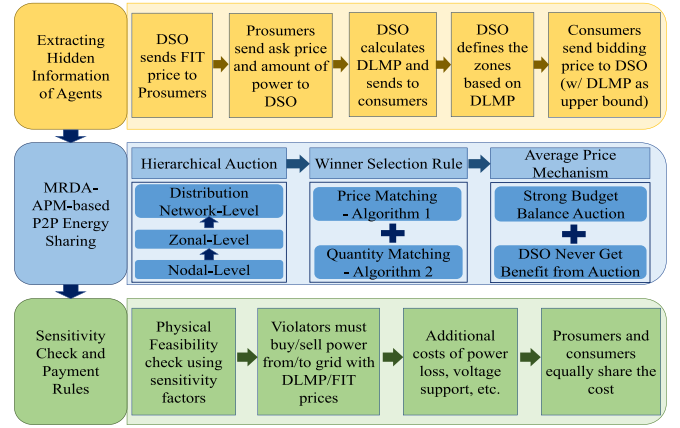 Extracting
Hidden
Information
of Agents
DSO
sends FIT
price to
Prosumers
Prosumers
send ask price
and amount of
power to
DSO
DSO
calculates
DLMP and
sends to
consumers
DSO
defines the
zones
based on
DLMP
Consumers
send bidding
price to DSO
(w/ DLMP as
upper bound)
MRDA-
APM-based
P2P Energy
Sharing
Hierarchical Auction
Distribution
Network-Level
Zonal-Level
Nodal-Level
Winner Selection Rule
Price Matching
- Algorithm 1
Quantity Matching
- Algorithm 2
Average Price
Mechanism
Strong Budget
Balance Auction
DSO Never Get
Benefit from Auction
Sensitivity
Check and
Payment
Rules
Physical
Feasibility
check using
sensitivity
factors
Violators must
buy/sell power
from/to grid with
DLMP/FIT
prices
Additional
costs of power
loss, voltage
support, etc.
Prosumers and
consumers
equally share the
cost